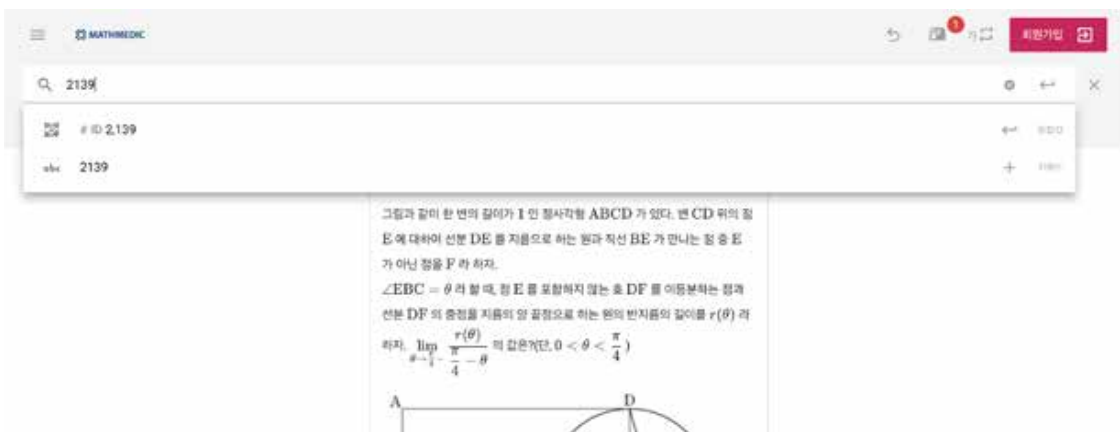 MATHMEDIC
1
회원가입
2139
# ID 2,139
abc 2139
그림과 같이 한 변의 길이가 1 인 정사각형 ABCD 가 있다. 변 CD 위의 점
E 에 대하여 선분 DE 를 지름으로 하는 원과 직선 BE 가 만나는 점 중 E
가 아닌 점을 F 라 하자.
∠EBC = θ 라 할 때, 점 E 를 포함하지 않는 호 DF 를 이등분하는 점과
선분 DF 의 중점을 지름의 양 끝점으로 하는 원의 반지름의 길이를 r(θ) 라
하자. lim θ→π/4− r(θ)/(π/4 − θ) 의 값은?(단, 0 < θ < π/4 )
A D